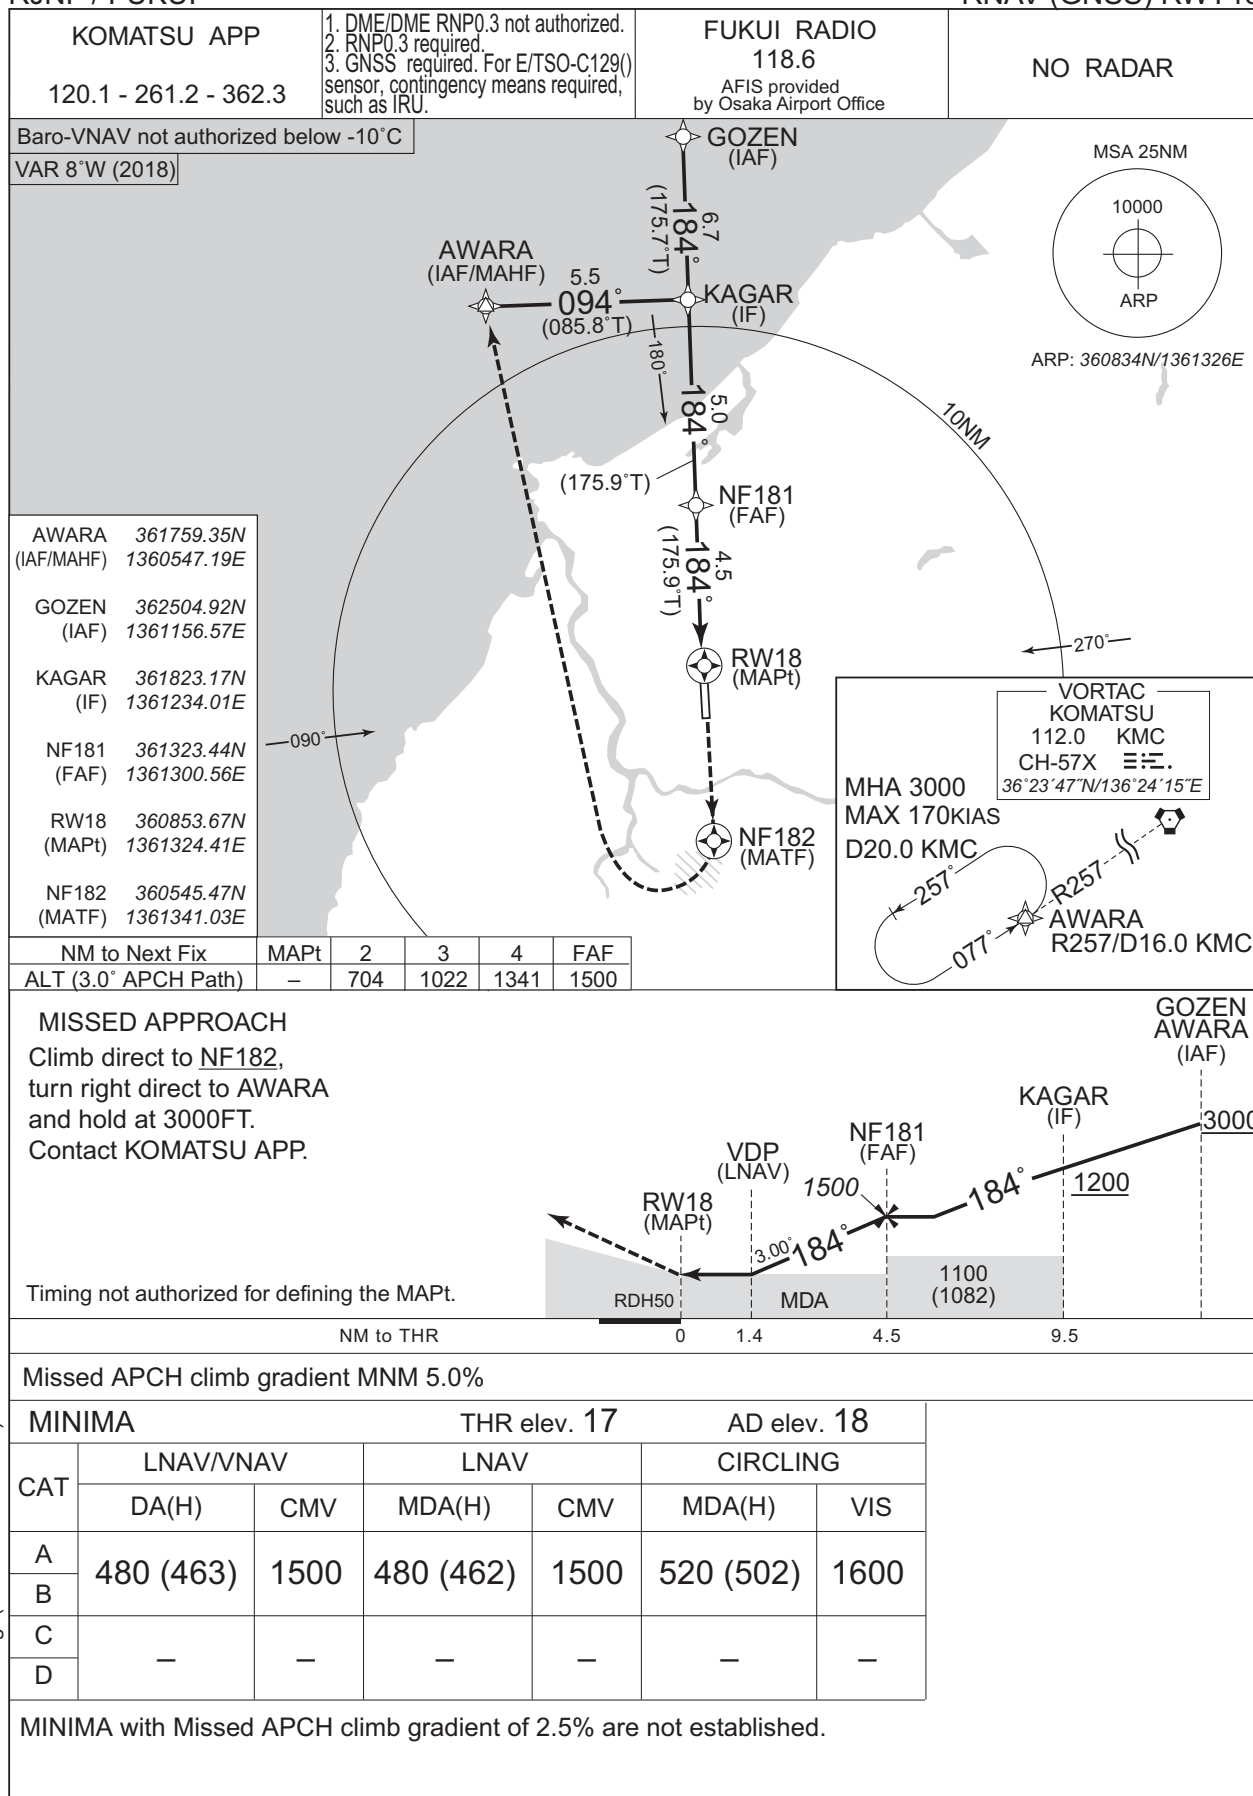 KOMATSU APP
120.1 - 261.2 - 362.3
1. DME/DME RNP0.3 not authorized.
2. RNP0.3 required.
3. GNSS required. For E/TSO-C129()
sensor, contingency means required,
such as IRU.
FUKUI RADIO
118.6
AFIS provided
by Osaka Airport Office
NO RADAR
Baro-VNAV not authorized below -10˚C
VAR 8˚W (2018)
GOZEN
(IAF)
6.7
184˚
(175.7˚T)
MSA 25NM
10000
ARP
ARP: 360834N/1361326E
AWARA
(IAF/MAHF)
5.5
094˚
(085.8˚T)
KAGAR
(IF)
180˚
5.0
184˚
(175.9˚T)
10NM
NF181
(FAF)
4.5
184˚
(175.9˚T)
RW18
(MAPt)
270˚
090˚
NF182
(MATF)
AWARA 361759.35N
(IAF/MAHF) 1360547.19E
GOZEN 362504.92N
(IAF) 1361156.57E
KAGAR 361823.17N
(IF) 1361234.01E
NF181 361323.44N
(FAF) 1361300.56E
RW18 360853.67N
(MAPt) 1361324.41E
NF182 360545.47N
(MATF) 1361341.03E
VORTAC
KOMATSU
112.0 KMC
CH-57X
36˚23´47˝N/136˚24´15˝E
MHA 3000
MAX 170KIAS
D20.0 KMC
257˚
077˚
R257
AWARA
R257/D16.0 KMC
NM to Next Fix MAPt 2 3 4 FAF
ALT (3.0˚ APCH Path) – 704 1022 1341 1500
MISSED APPROACH
Climb direct to NF182,
turn right direct to AWARA
and hold at 3000FT.
Contact KOMATSU APP.
Timing not authorized for defining the MAPt.
GOZEN
AWARA
(IAF)
3000
KAGAR
(IF)
1200
184˚
NF181
(FAF)
1500
VDP
(LNAV)
3.00˚
184˚
RW18
(MAPt)
RDH50
MDA
1100
(1082)
NM to THR 0 1.4 4.5 9.5
Missed APCH climb gradient MNM 5.0%
MINIMA THR elev. 17 AD elev. 18
CAT LNAV/VNAV LNAV CIRCLING
DA(H) CMV MDA(H) CMV MDA(H) VIS
A
B
480 (463) 1500 480 (462) 1500 520 (502) 1600
C
D
– – – – – –
MINIMA with Missed APCH climb gradient of 2.5% are not established.